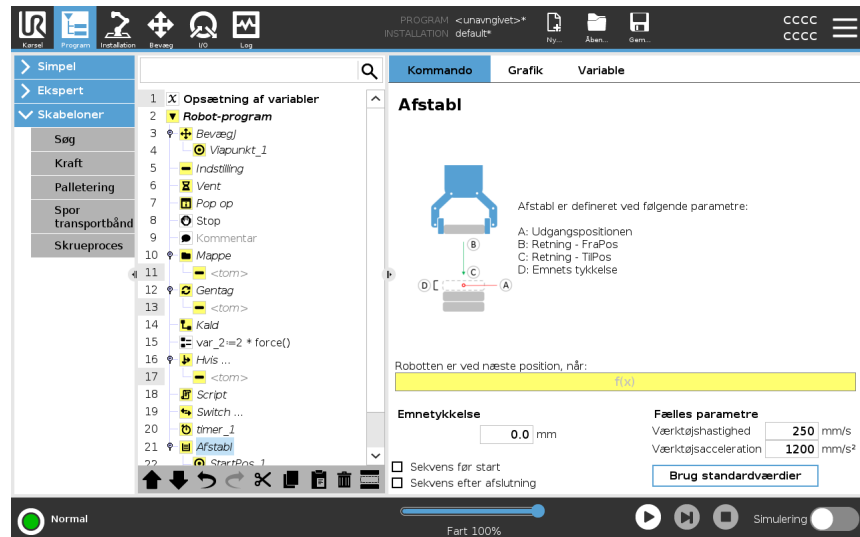 PROGRAM <unavngivet>*
INSTALLATION default*
Kørsel Program Installation Bevæg I/O Log
Ny... Åben... Gem...
CCCC
CCCC
Simpel
Ekspert
Skabeloner
Søg
Kraft
Palletering
Spor
transportbånd
Skrueproces
1 X Opsætning af variabler
2 Robot-program
3 BevægJ
4 Viapunkt_1
5 Indstilling
6 Vent
7 Pop op
8 Stop
9 Kommentar
10 Mappe
11 <tom>
12 Gentag
13 <tom>
14 Kald
15 var_2:=2 * force()
16 Hvis ...
17 <tom>
18 Script
19 Switch ...
20 timer_1
21 Afstabl
22 StartPos_1
Kommando Grafik Variable
Afstabl
B
C
D
A
Afstabl er defineret ved følgende parametre:
A: Udgangspositionen
B: Retning - FraPos
C: Retning - TilPos
D: Emnets tykkelse
Robotten er ved næste position, når:
f(x)
Emnetykkelse
0.0 mm
Sekvens før start
Sekvens efter afslutning
Fælles parametre
Værktøjshastighed 250 mm/s
Værktøjsacceleration 1200 mm/s²
Brug standardværdier
Normal
Fart 100%
Simulering